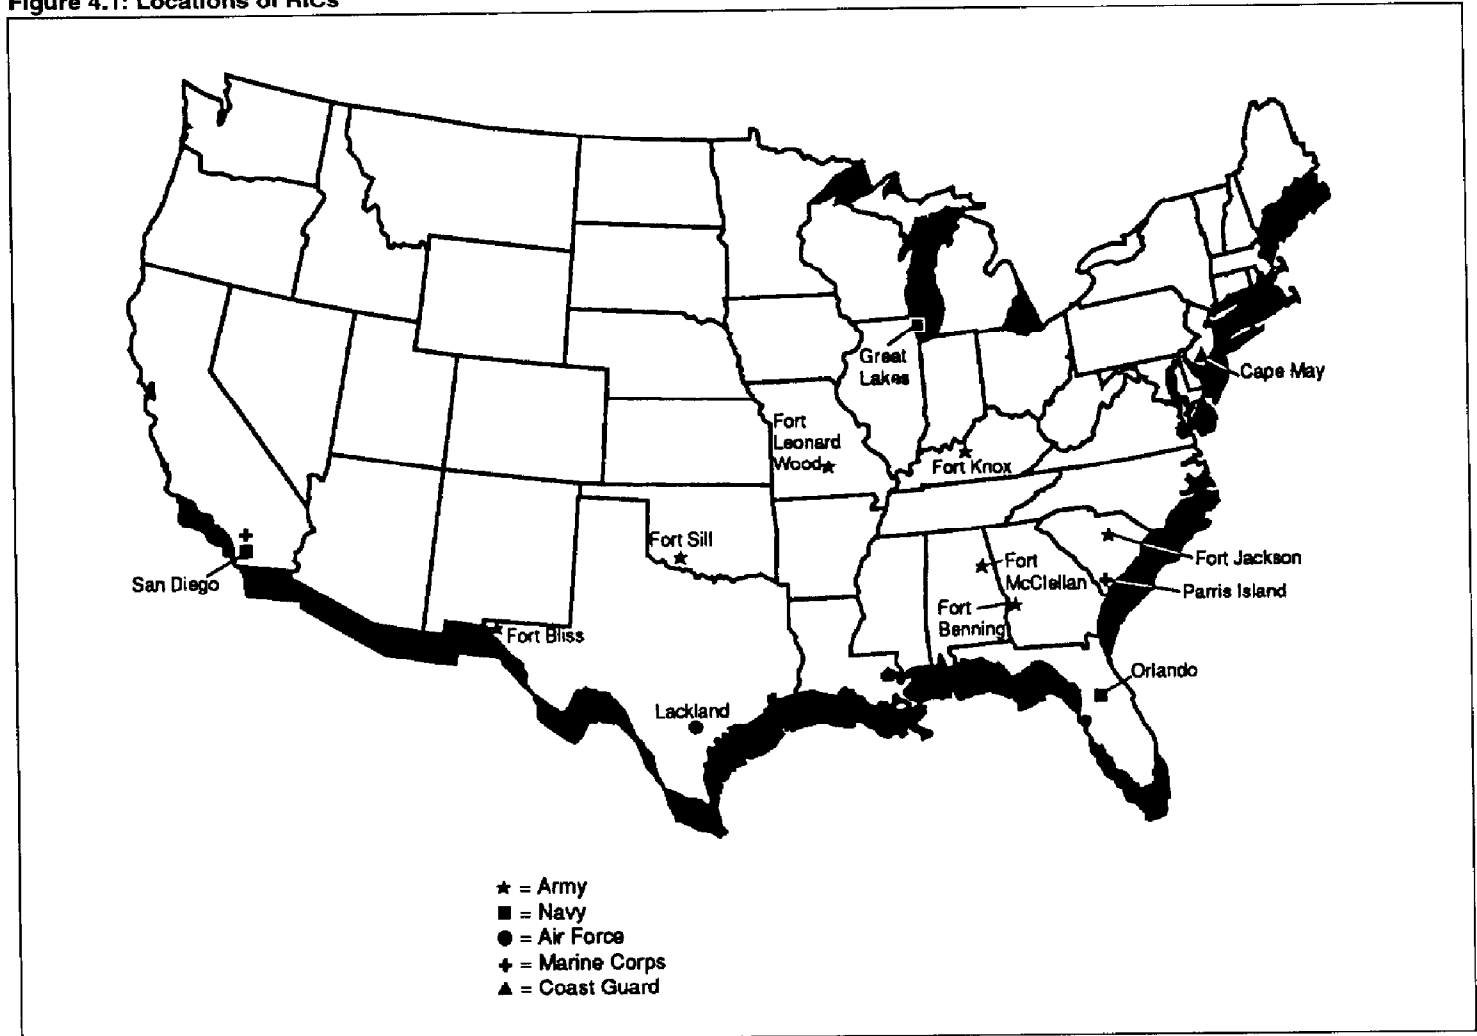 Figure 4.1: Locations of RICs
Great
Lakes
Cape May
Fort
Leonard
Wood
Fort Knox
Fort Sill
Fort Jackson
Fort
McClellan
Parris Island
San Diego
Fort
Benning
Fort Bliss
Orlando
Lackland
= Army
= Navy
= Air Force
= Marine Corps
= Coast Guard